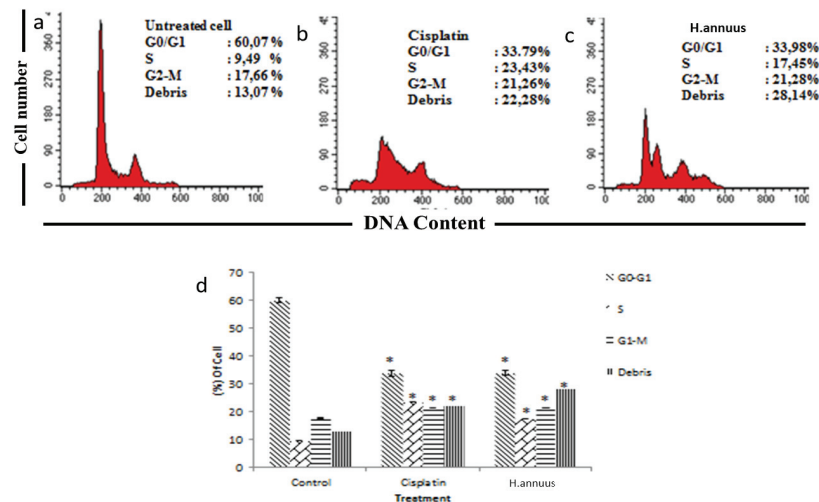 a
Untreated cell
G0/G1 : 60,07%
S : 9,49 %
G2-M : 17,66%
Debris : 13,07%
360
270
180
90
0
0 200 400 600 800 100
b
Cisplatin
G0/G1 : 33.79%
S : 23,43%
G2-M : 21,26%
Debris : 22,28%
360
270
180
90
0
0 200 400 600 800 100
c
H.annuus
G0/G1 : 33,98%
S : 17,45%
G2-M : 21,28%
Debris : 28,14%
360
270
180
90
0
0 200 400 600 800 100
Cell number
DNA Content
d
70
60
50
40
30
20
10
0
(%) Of Cell
* * * *
* * * *
Control Cisplatin H.annuus
Treatment
G0-G1
S
G1-M
Debris